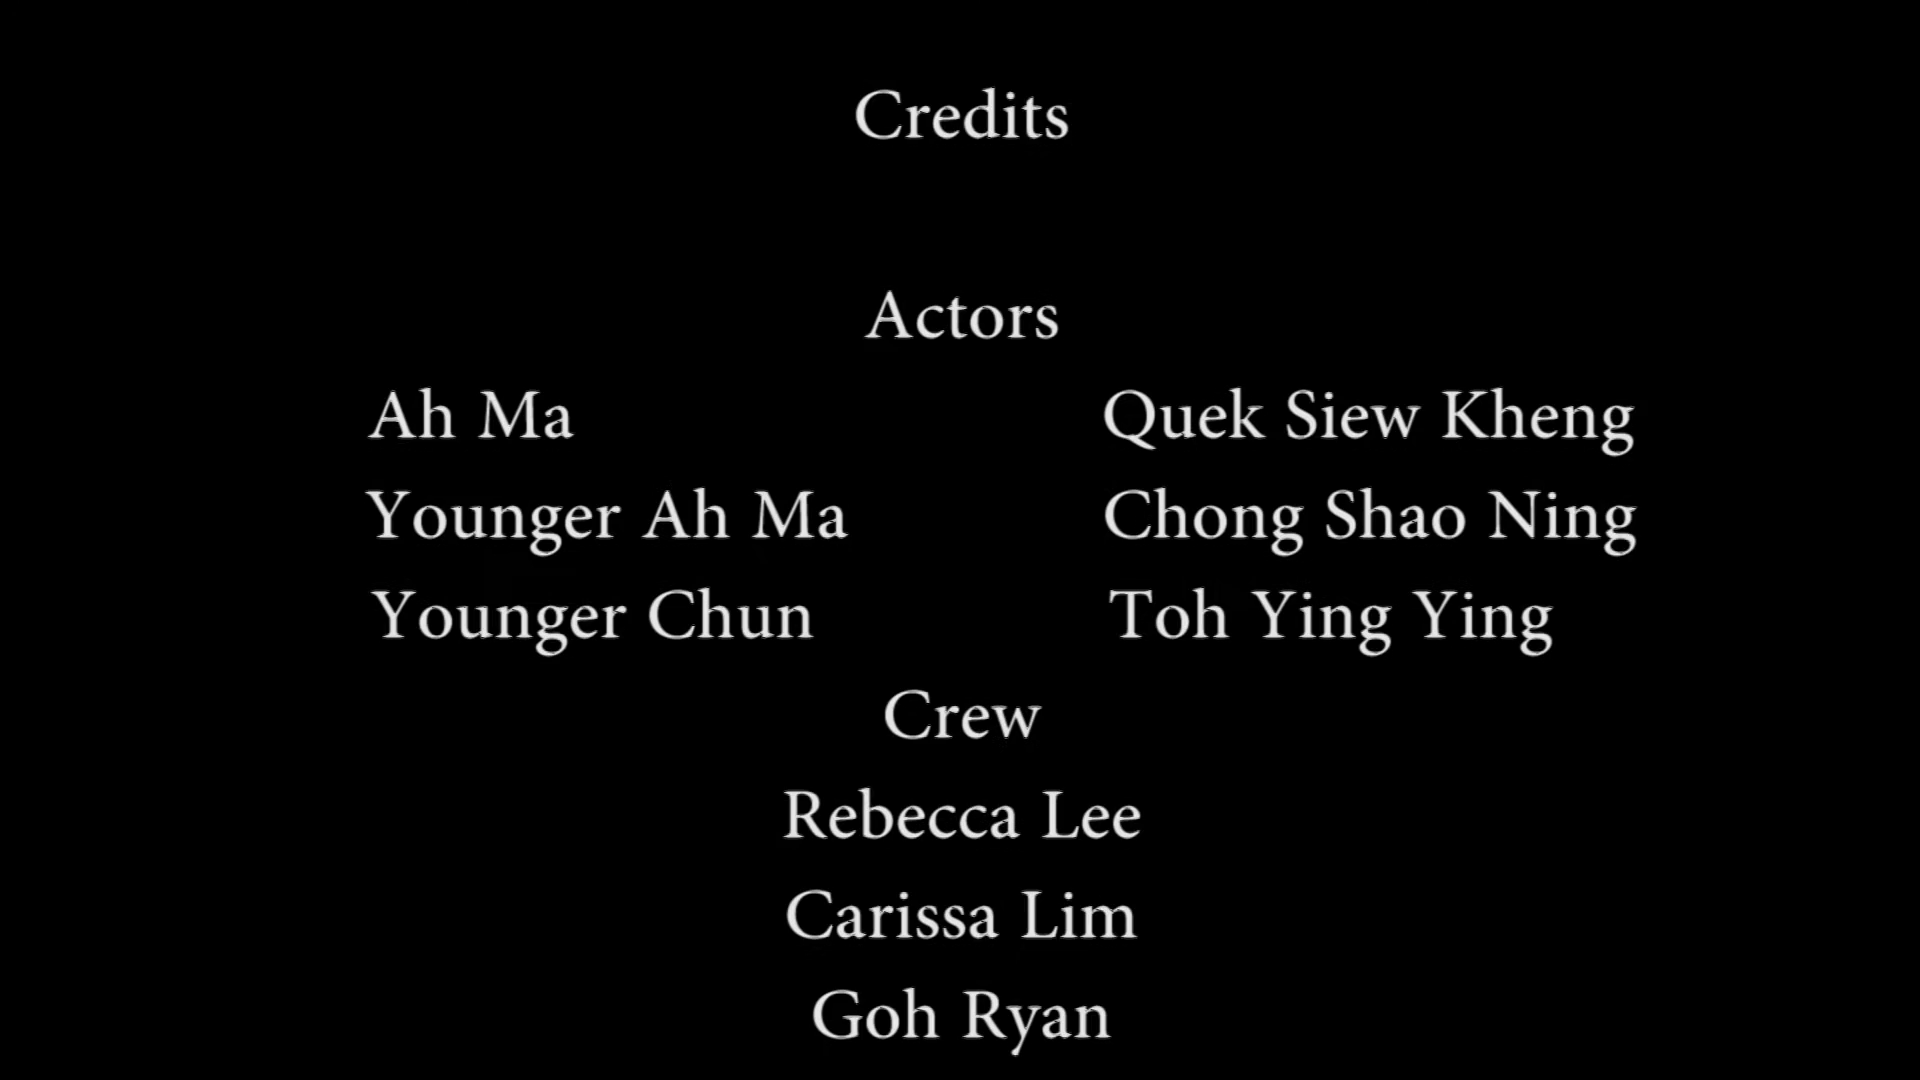 Credits
Actors
Ah Ma Quek Siew Kheng
Younger Ah Ma Chong Shao Ning
Younger Chun Toh Ying Ying
Crew
Rebecca Lee
Carissa Lim
Goh Ryan